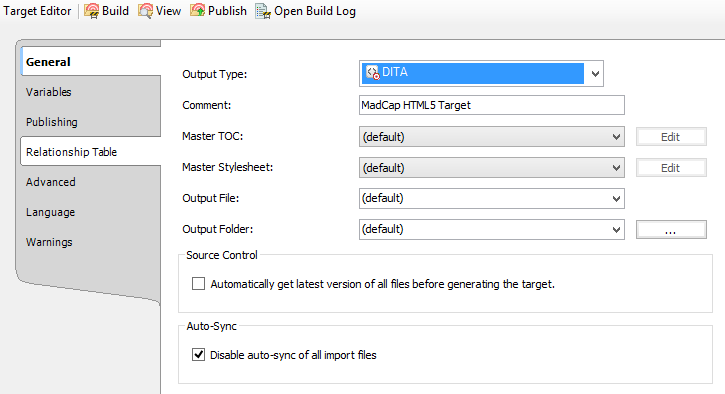 Target Editor Build View Publish Open Build Log
General
Variables
Publishing
Relationship Table
Advanced
Language
Warnings
Output Type: DITA
Comment: MadCap HTML5 Target
Master TOC: (default) Edit
Master Stylesheet: (default) Edit
Output File: (default)
Output Folder: (default) ...
Source Control
Automatically get latest version of all files before generating the target.
Auto-Sync
Disable auto-sync of all import files